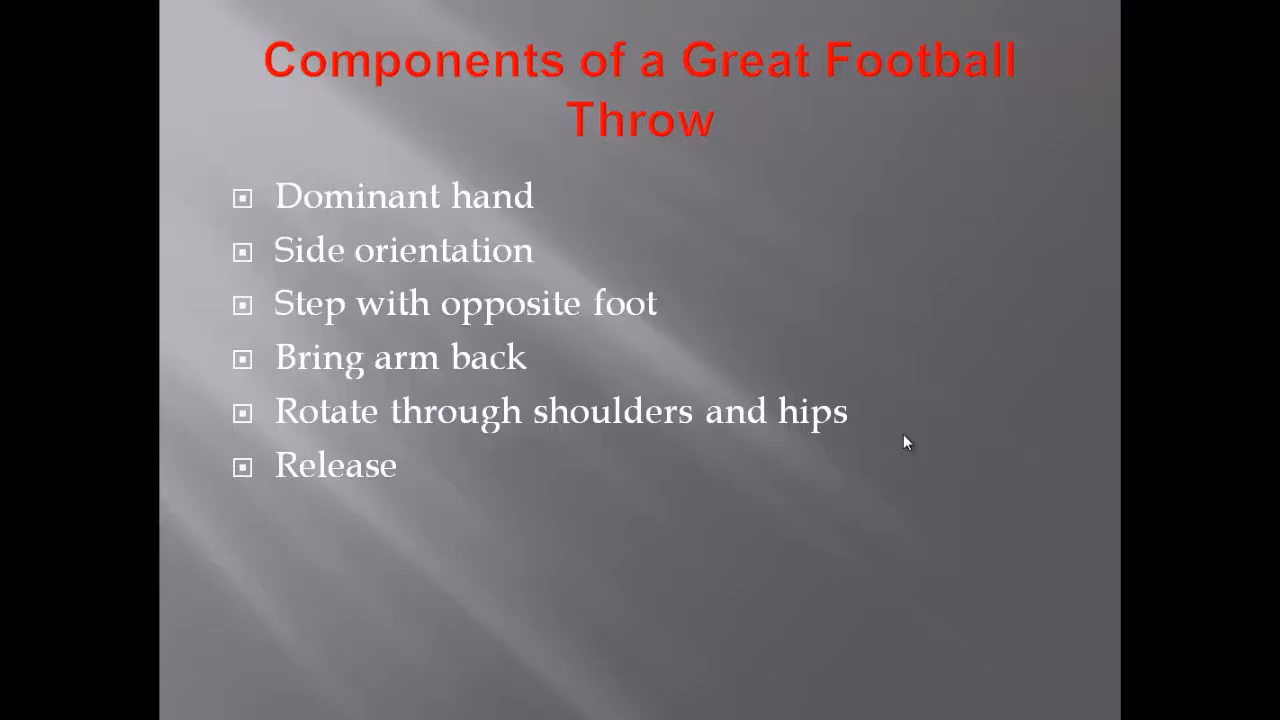 Components of a Great Football
Throw
Dominant hand
Side orientation
Step with opposite foot
Bring arm back
Rotate through shoulders and hips
Release